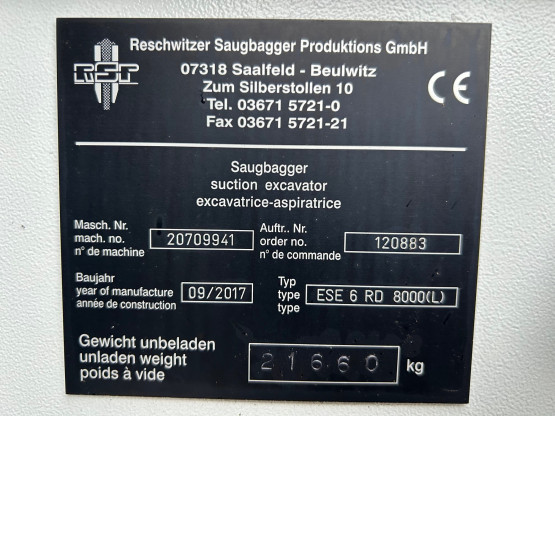 RSP
Reschwitzer Saugbagger Produktions GmbH
07318 Saalfeld - Beulwitz
Zum Silberstollen 10
Tel. 03671 5721-0
Fax 03671 5721-21
CE
Saugbagger
suction excavator
excavatrice-aspiratrice
Masch. Nr.
mach. no.
n° de machine
20709941
Auftr.. Nr.
order no.
n° de commande
120883
Baujahr
year of manufacture
année de construction
09/2017
Typ
type
type
ESE 6 RD 8000(L)
Gewicht unbeladen
unladen weight
poids à vide
21660 kg